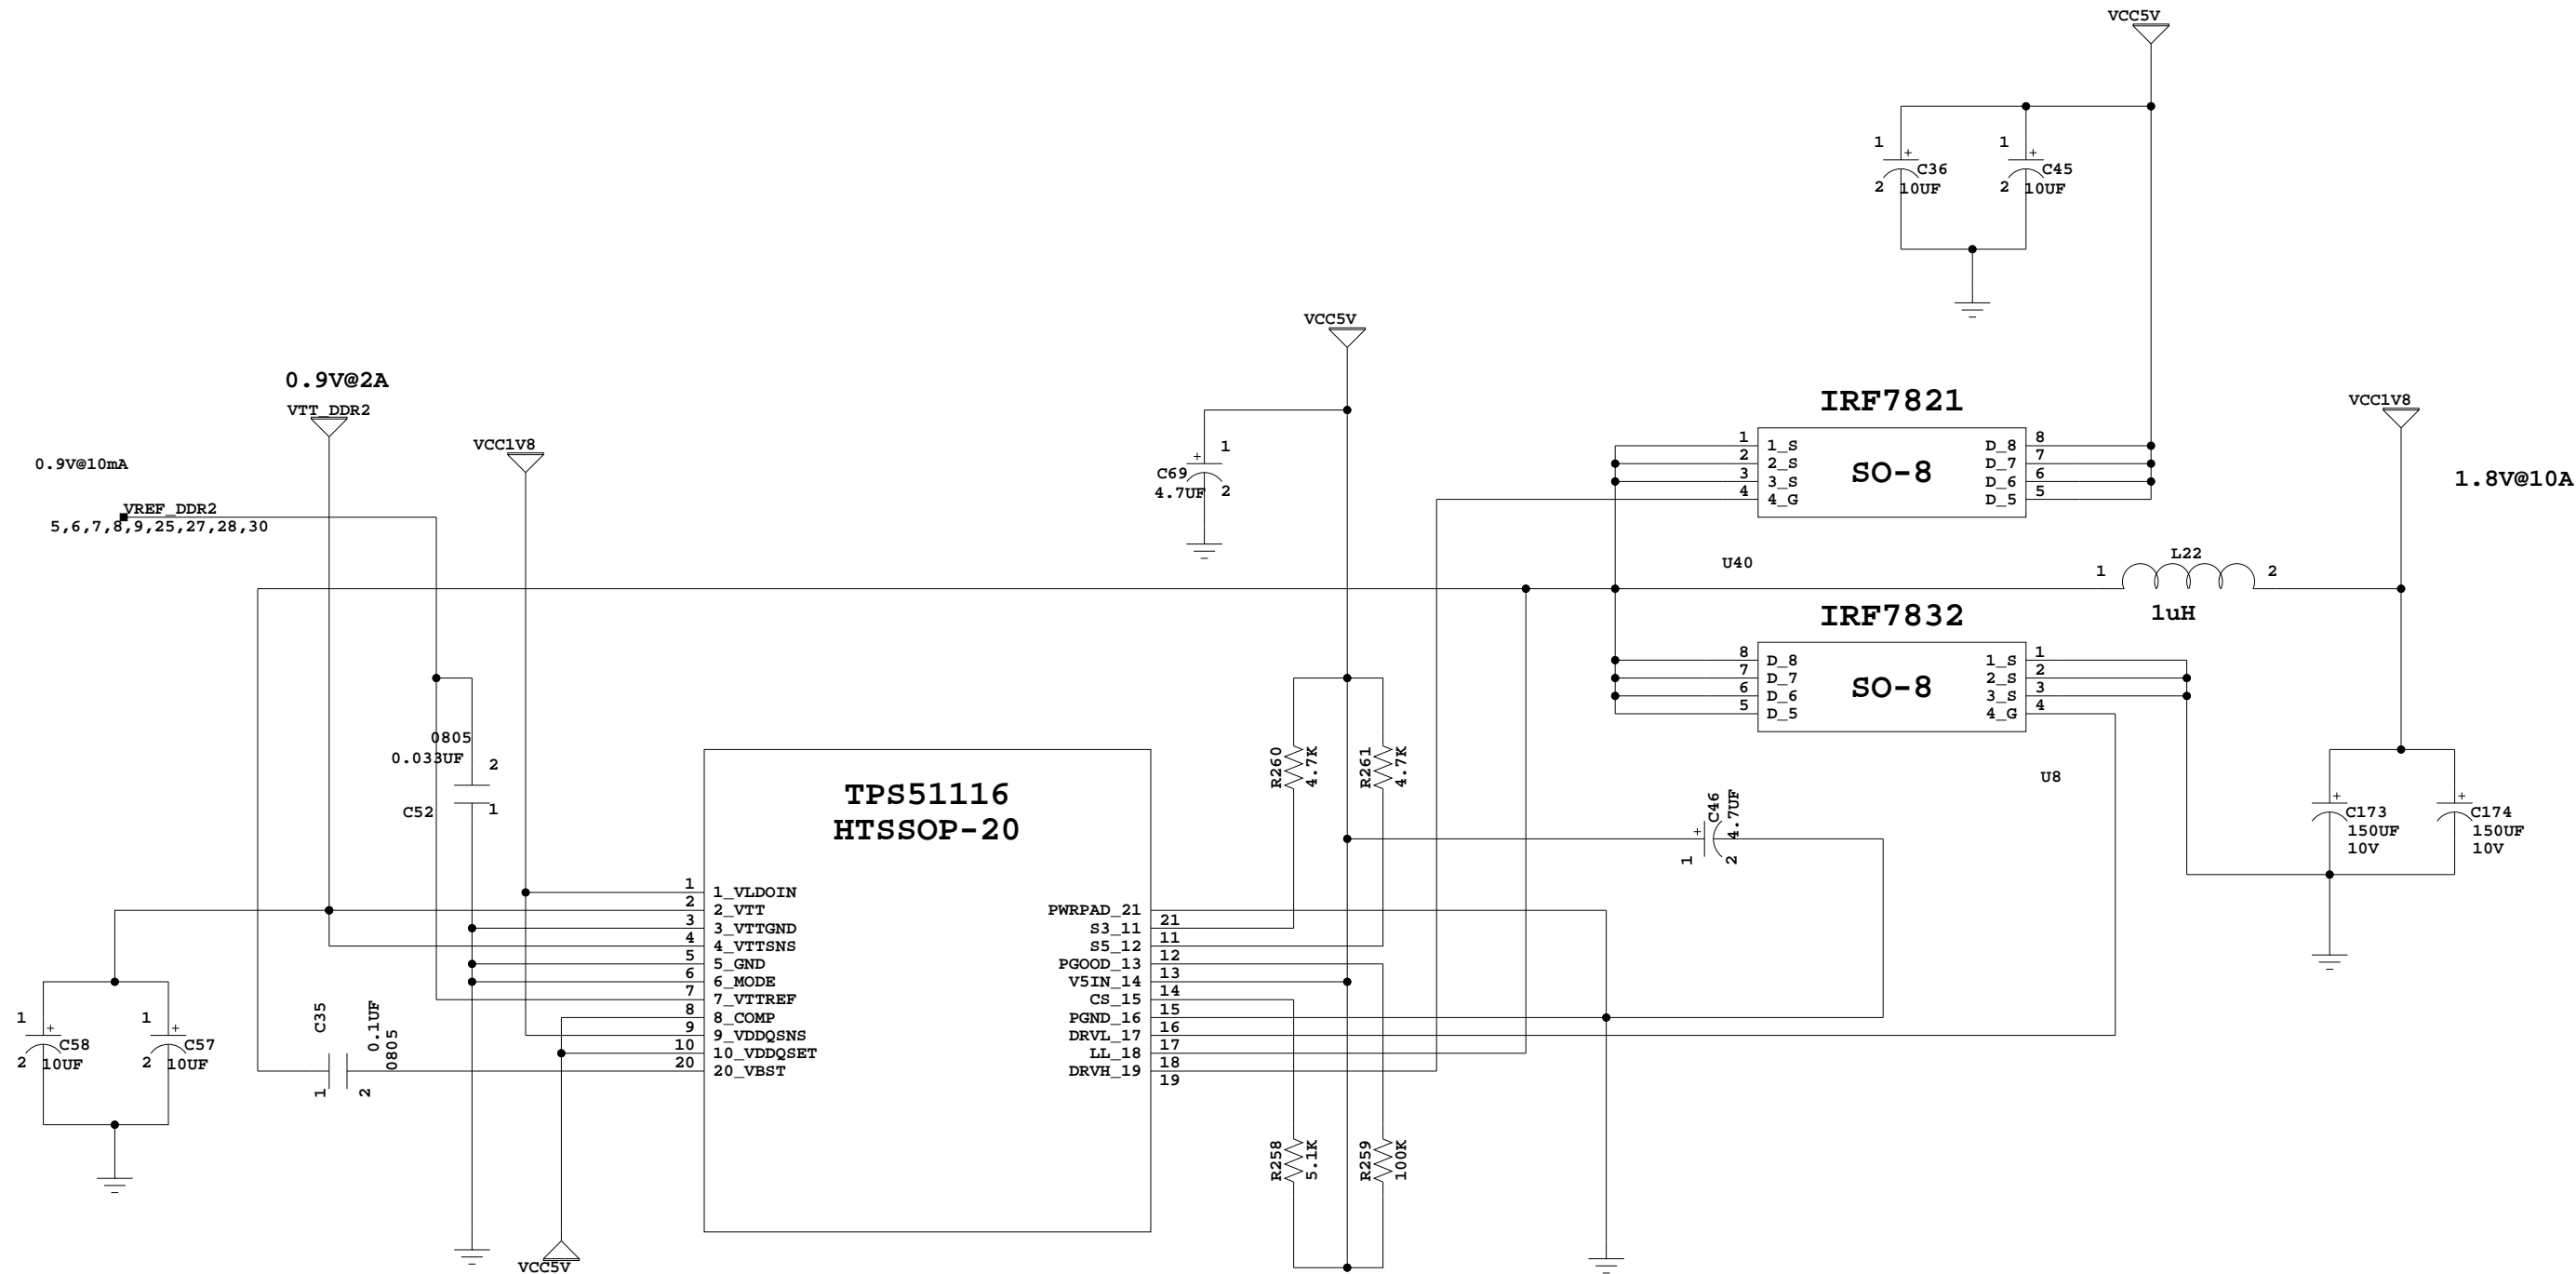 VCC5V
1
+
C36
2
10UF
1
+
C45
2
10UF
VCC5V
0.9V@2A
VTT_DDR2
VCC1V8
0.9V@10mA
VREF_DDR2
5,6,7,8,9,25,27,28,30
1
+
C69
4.7UF
2
IRF7821
SO-8
1
1_S
2
2_S
3
3_S
4
4_G
D_8
8
D_7
7
D_6
6
D_5
5
U40
VCC1V8
1.8V@10A
L22
1
2
1uH
IRF7832
SO-8
8
D_8
7
D_7
6
D_6
5
D_5
1_S
1
2_S
2
3_S
3
4_G
4
U8
0805
0.033UF
2
1
C52
TPS51116
HTSSOP-20
R260
4.7K
R261
4.7K
C46
4.7UF
+
1
2
+
C173
150UF
10V
+
C174
150UF
10V
1
1_VLDOIN
2
2_VTT
3
3_VTTGND
4
4_VTTSNS
5
5_GND
6
6_MODE
7
7_VTTREF
8
8_COMP
9
9_VDDQSNS
10
10_VDDQSET
20
20_VBST
PWRPAD_21
21
S3_11
11
S5_12
12
PGOOD_13
13
V5IN_14
14
CS_15
15
PGND_16
16
DRVL_17
17
LL_18
18
DRVH_19
19
1
+
C58
2
10UF
1
+
C57
2
10UF
C35
0.1UF
0805
1
2
R258
5.1K
R259
100K
VCC5V